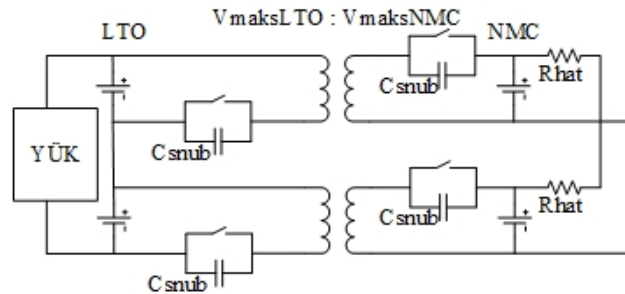 VmaksLTO : VmaksNMC
LTO
NMC
Rhat
Csnub
Csnub
YÜK
Csnub
Rhat
Csnub